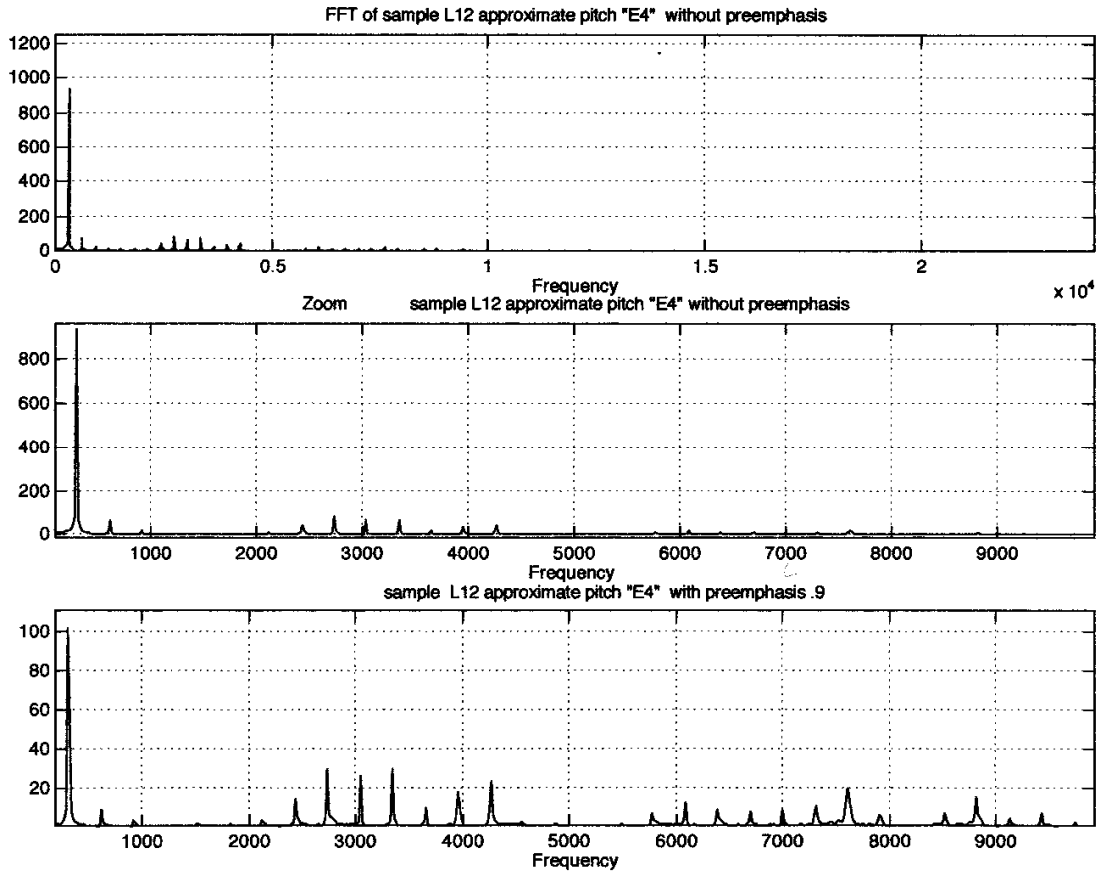 FFT of sample L12 approximate pitch "E4" without preemphasis
1200
1000
800
600
400
200
0
0 0.5 1 1.5 2
Frequency
x 10^4
Zoom sample L12 approximate pitch "E4" without preemphasis
800
600
400
200
0
1000 2000 3000 4000 5000 6000 7000 8000 9000
Frequency
sample L12 approximate pitch "E4" with preemphasis .9
100
80
60
40
20
1000 2000 3000 4000 5000 6000 7000 8000 9000
Frequency